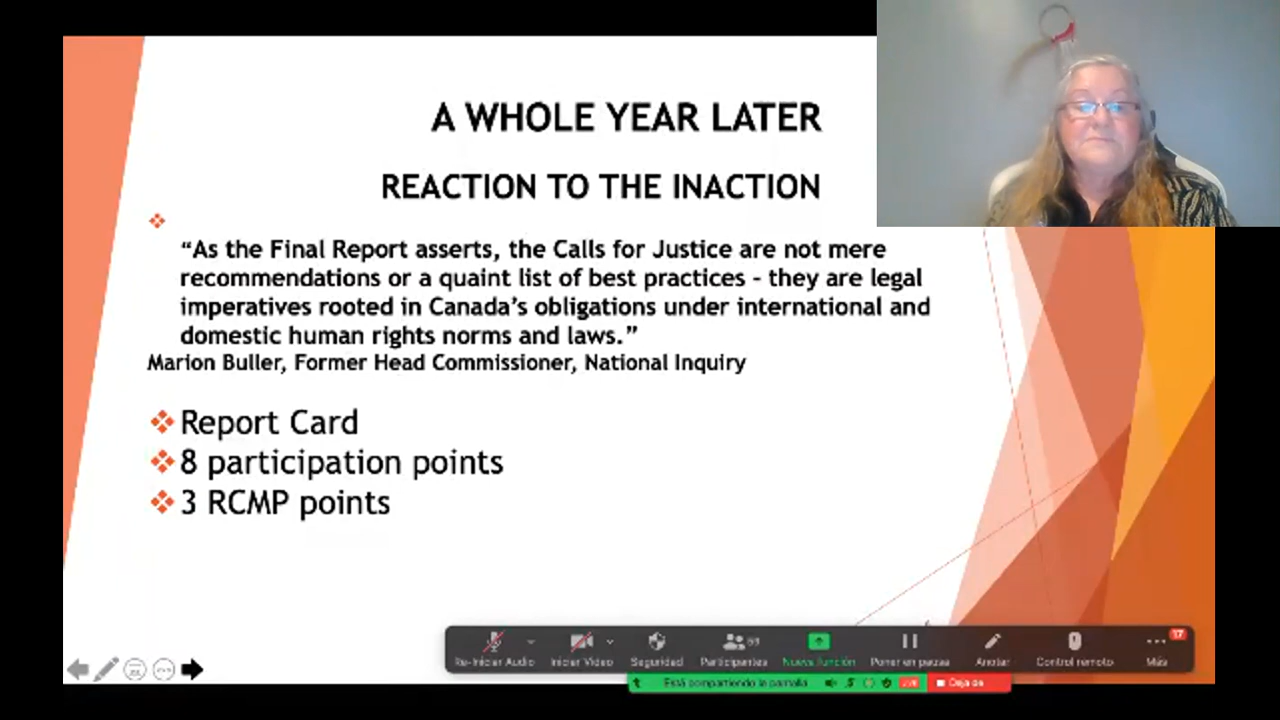 A WHOLE YEAR LATER
REACTION TO THE INACTION
“As the Final Report asserts, the Calls for Justice are not mere
recommendations or a quaint list of best practices – they are legal
imperatives rooted in Canada’s obligations under international and
domestic human rights norms and laws.”
Marion Buller, Former Head Commissioner, National Inquiry
Report Card
8 participation points
3 RCMP points
17
Re-Iniciar Audio Iniciar Video Seguridad Participantes Nueva función Poner en pausa Anotar Control remoto Más
Está compartiendo la pantalla Deja de